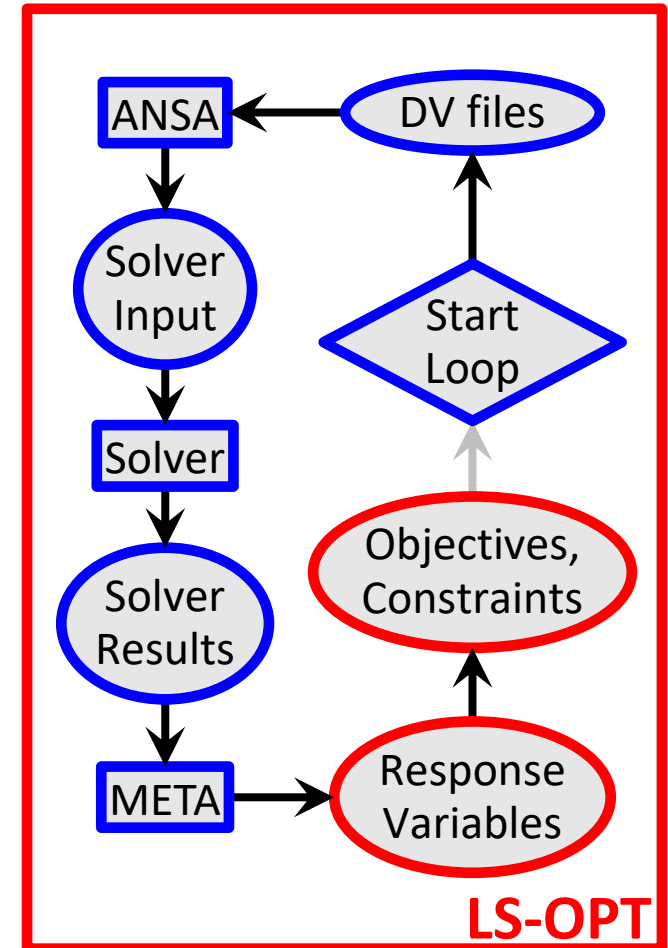 ANSA
DV files
Solver
Input
Start
Loop
Solver
Objectives,
Constraints
Solver
Results
META
Response
Variables
LS-OPT